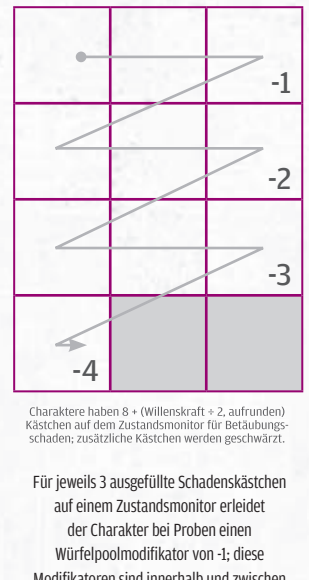 -1
-2
-3
-4
Charaktere haben 8 + (Willenskraft ÷ 2, aufrunden)
Kästchen auf dem Zustandsmonitor für Betäubungs-
schaden; zusätzliche Kästchen werden geschwärzt.
Für jeweils 3 ausgefüllte Schadenskästchen
auf einem Zustandsmonitor erleidet
der Charakter bei Proben einen
Würfelpoolmodifikator von -1; diese
Modifikatoren sind innerhalb und zwischen